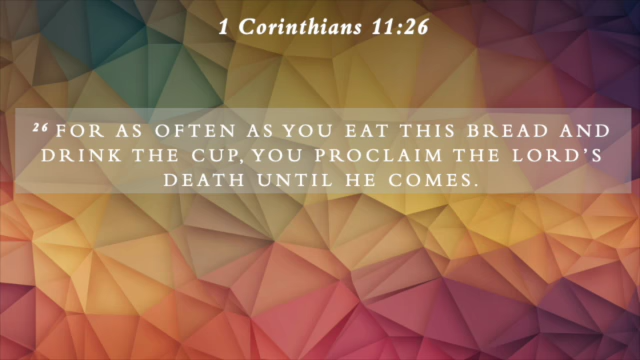 1 Corinthians 11:26
26 FOR AS OFTEN AS YOU EAT THIS BREAD AND
DRINK THE CUP, YOU PROCLAIM THE LORD’S
DEATH UNTIL HE COMES.